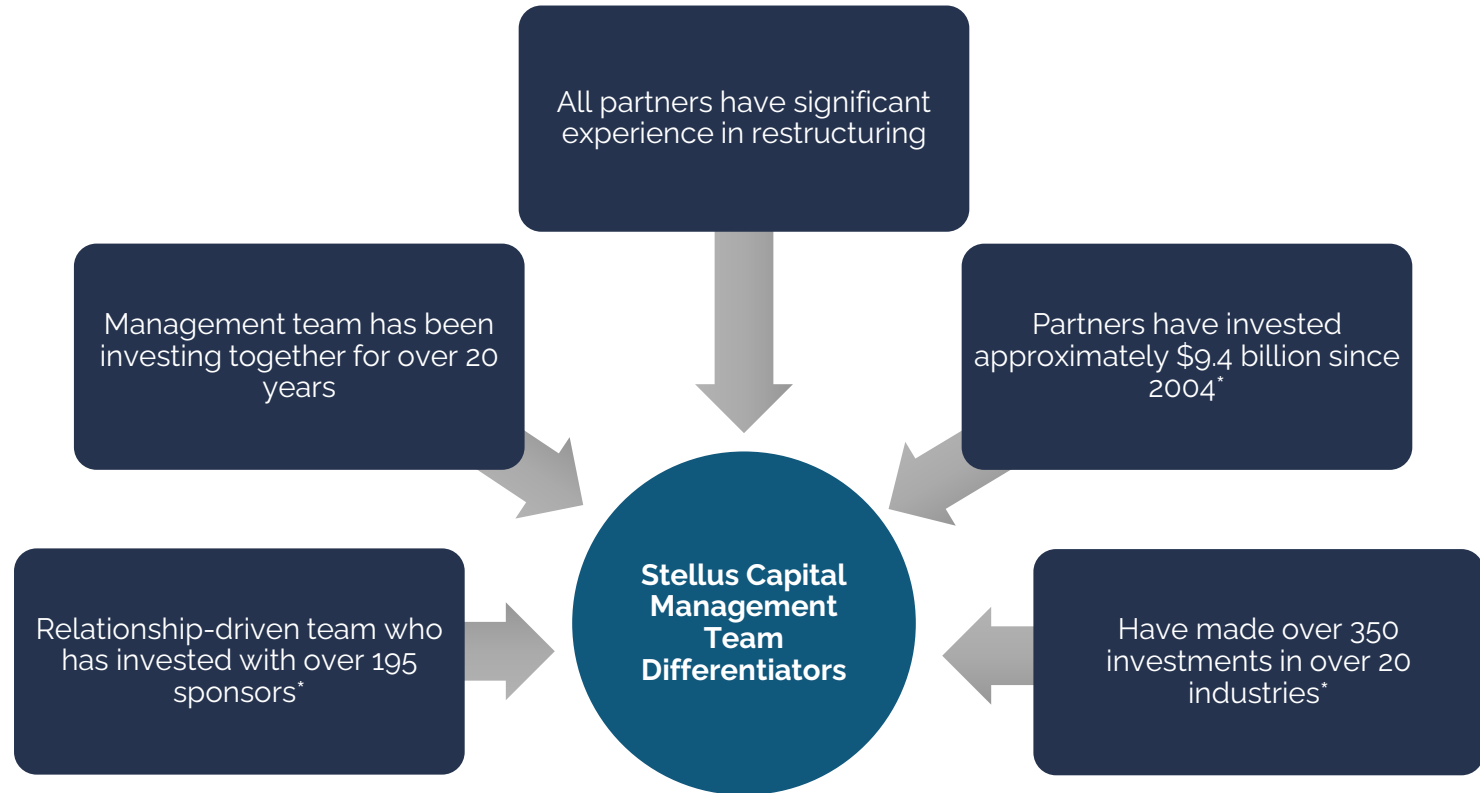 All partners have significant
experience in restructuring
Management team has been
investing together for over 20
years
Partners have invested
approximately $9.4 billion since
2004*
Relationship-driven team who
has invested with over 195
sponsors*
Stellus Capital
Management
Team
Differentiators
Have made over 350
investments in over 20
industries*